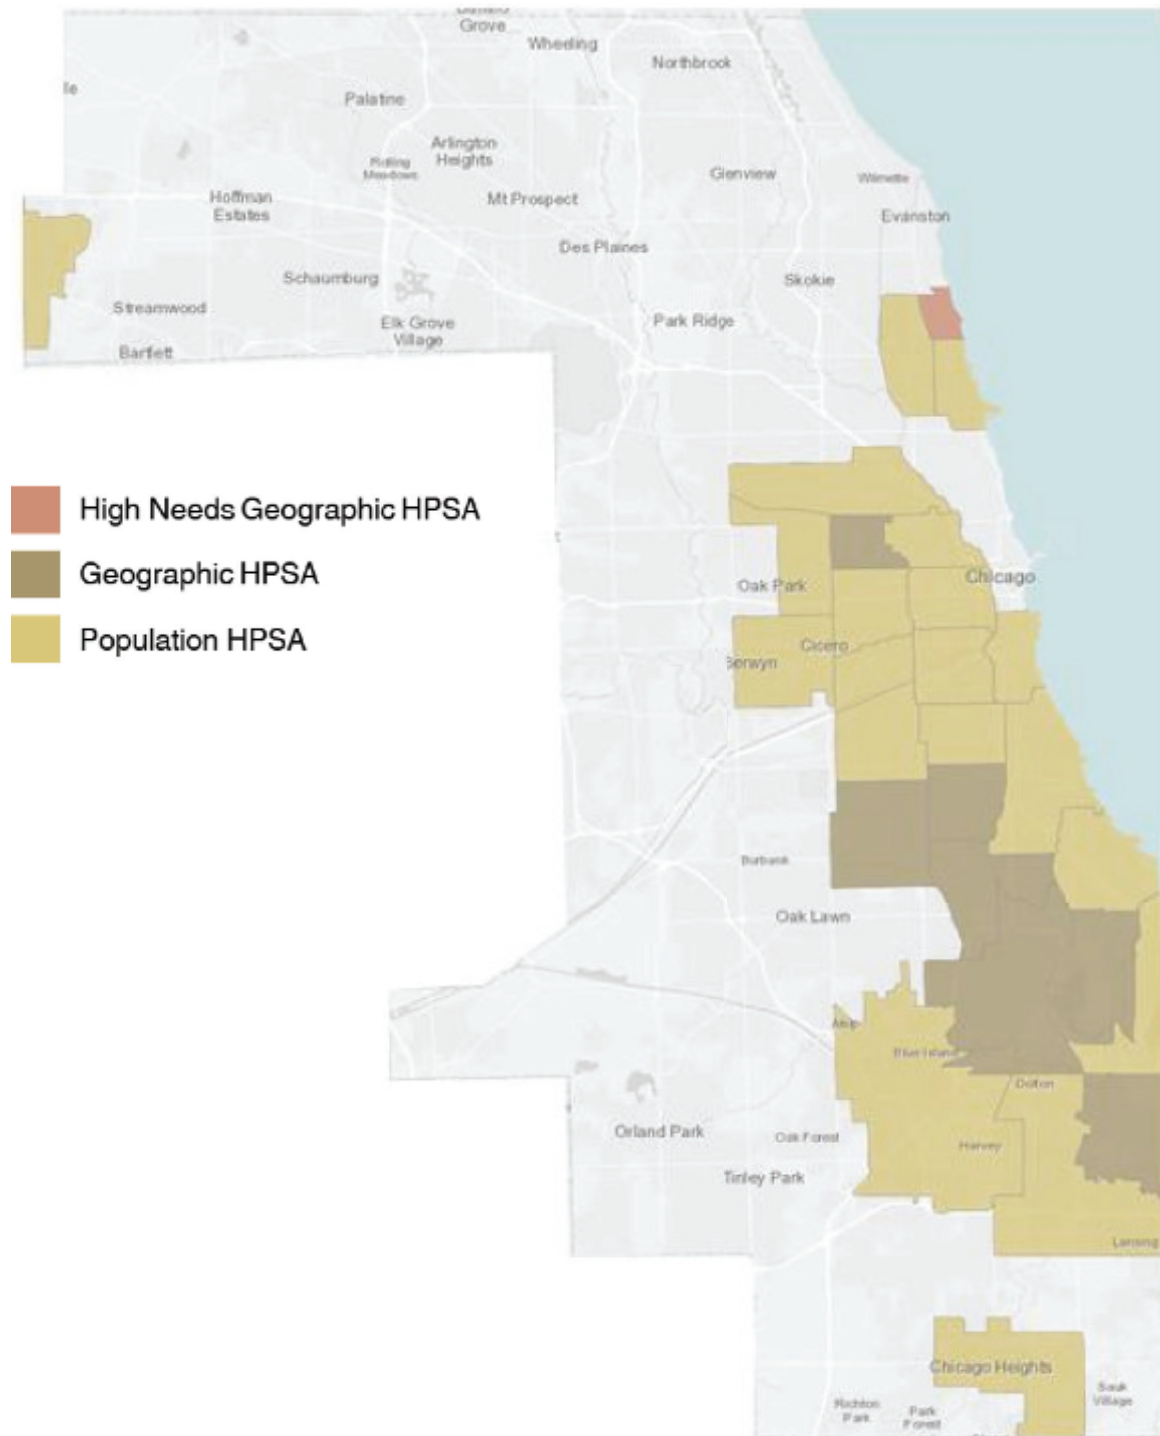 Grove
Wheeling
Northbrook
le
Palatine
Arlington
Heights
Rolling
Meadows
Glenview
Wilmette
Hoffman
Estates
Mt Prospect
Evanston
Des Plaines
Schaumburg
Skokie
Streamwood
Elk Grove
Village
Park Ridge
Bartlett
High Needs Geographic HPSA
Geographic HPSA
Population HPSA
Oak Park
Chicago
Cicero
Berwyn
Burbank
Oak Lawn
Alsip
Blue Island
Dolton
Orland Park
Oak Forest
Harvey
Tinley Park
Lansing
Chicago Heights
Sauk
Village
Richton
Park
Park
Forest